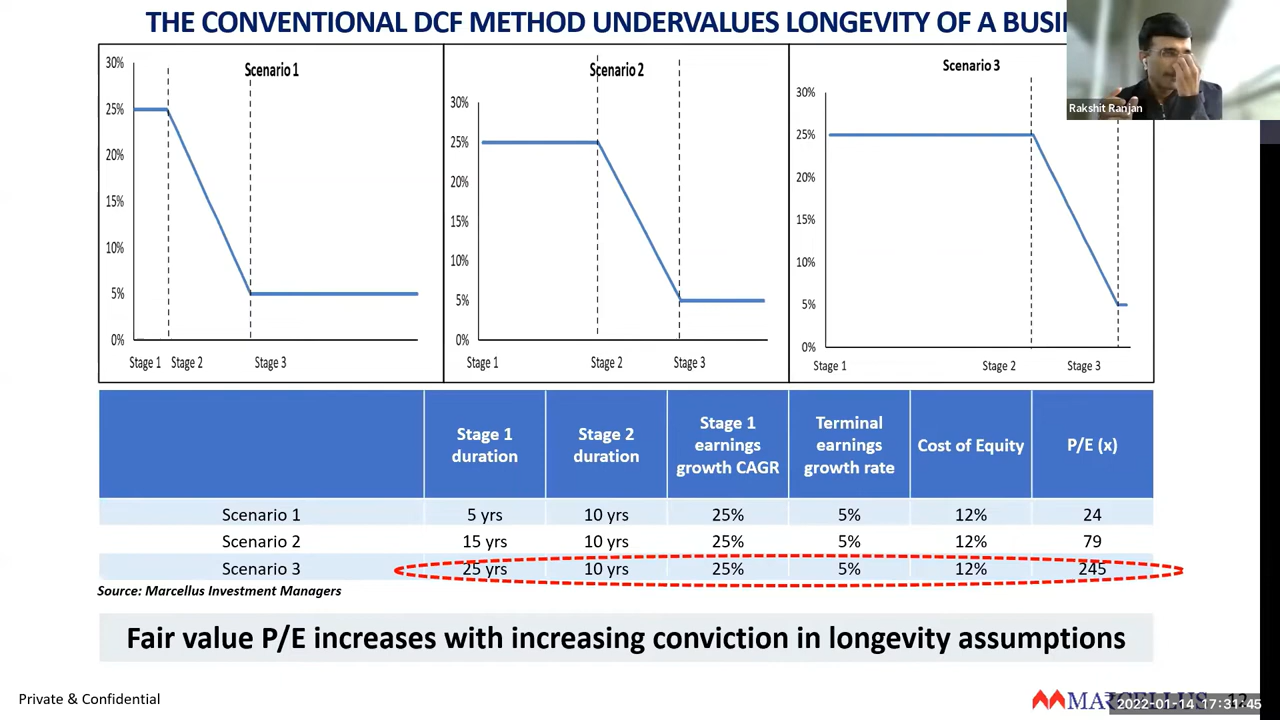 THE CONVENTIONAL DCF METHOD UNDERVALUES LONGEVITY OF A
Rakshit Ranjan
Scenario 1
30%
25%
20%
15%
10%
5%
0%
Stage 1 Stage 2 Stage 3
Scenario 2
30%
25%
20%
15%
10%
5%
0%
Stage 1 Stage 2 Stage 3
Scenario 3
30%
25%
20%
15%
10%
5%
0%
Stage 1 Stage 2 Stage 3
Stage 1 duration Stage 2 duration Stage 1 earnings growth CAGR Terminal earnings growth rate Cost of Equity P/E (x)
Scenario 1 5 yrs 10 yrs 25% 5% 12% 24
Scenario 2 15 yrs 10 yrs 25% 5% 12% 79
Scenario 3 25 yrs 10 yrs 25% 5% 12% 245
Source: Marcellus Investment Managers
Fair value P/E increases with increasing conviction in longevity assumptions
Private & Confidential
MARCELLUS
2022-01-14 17:31:45